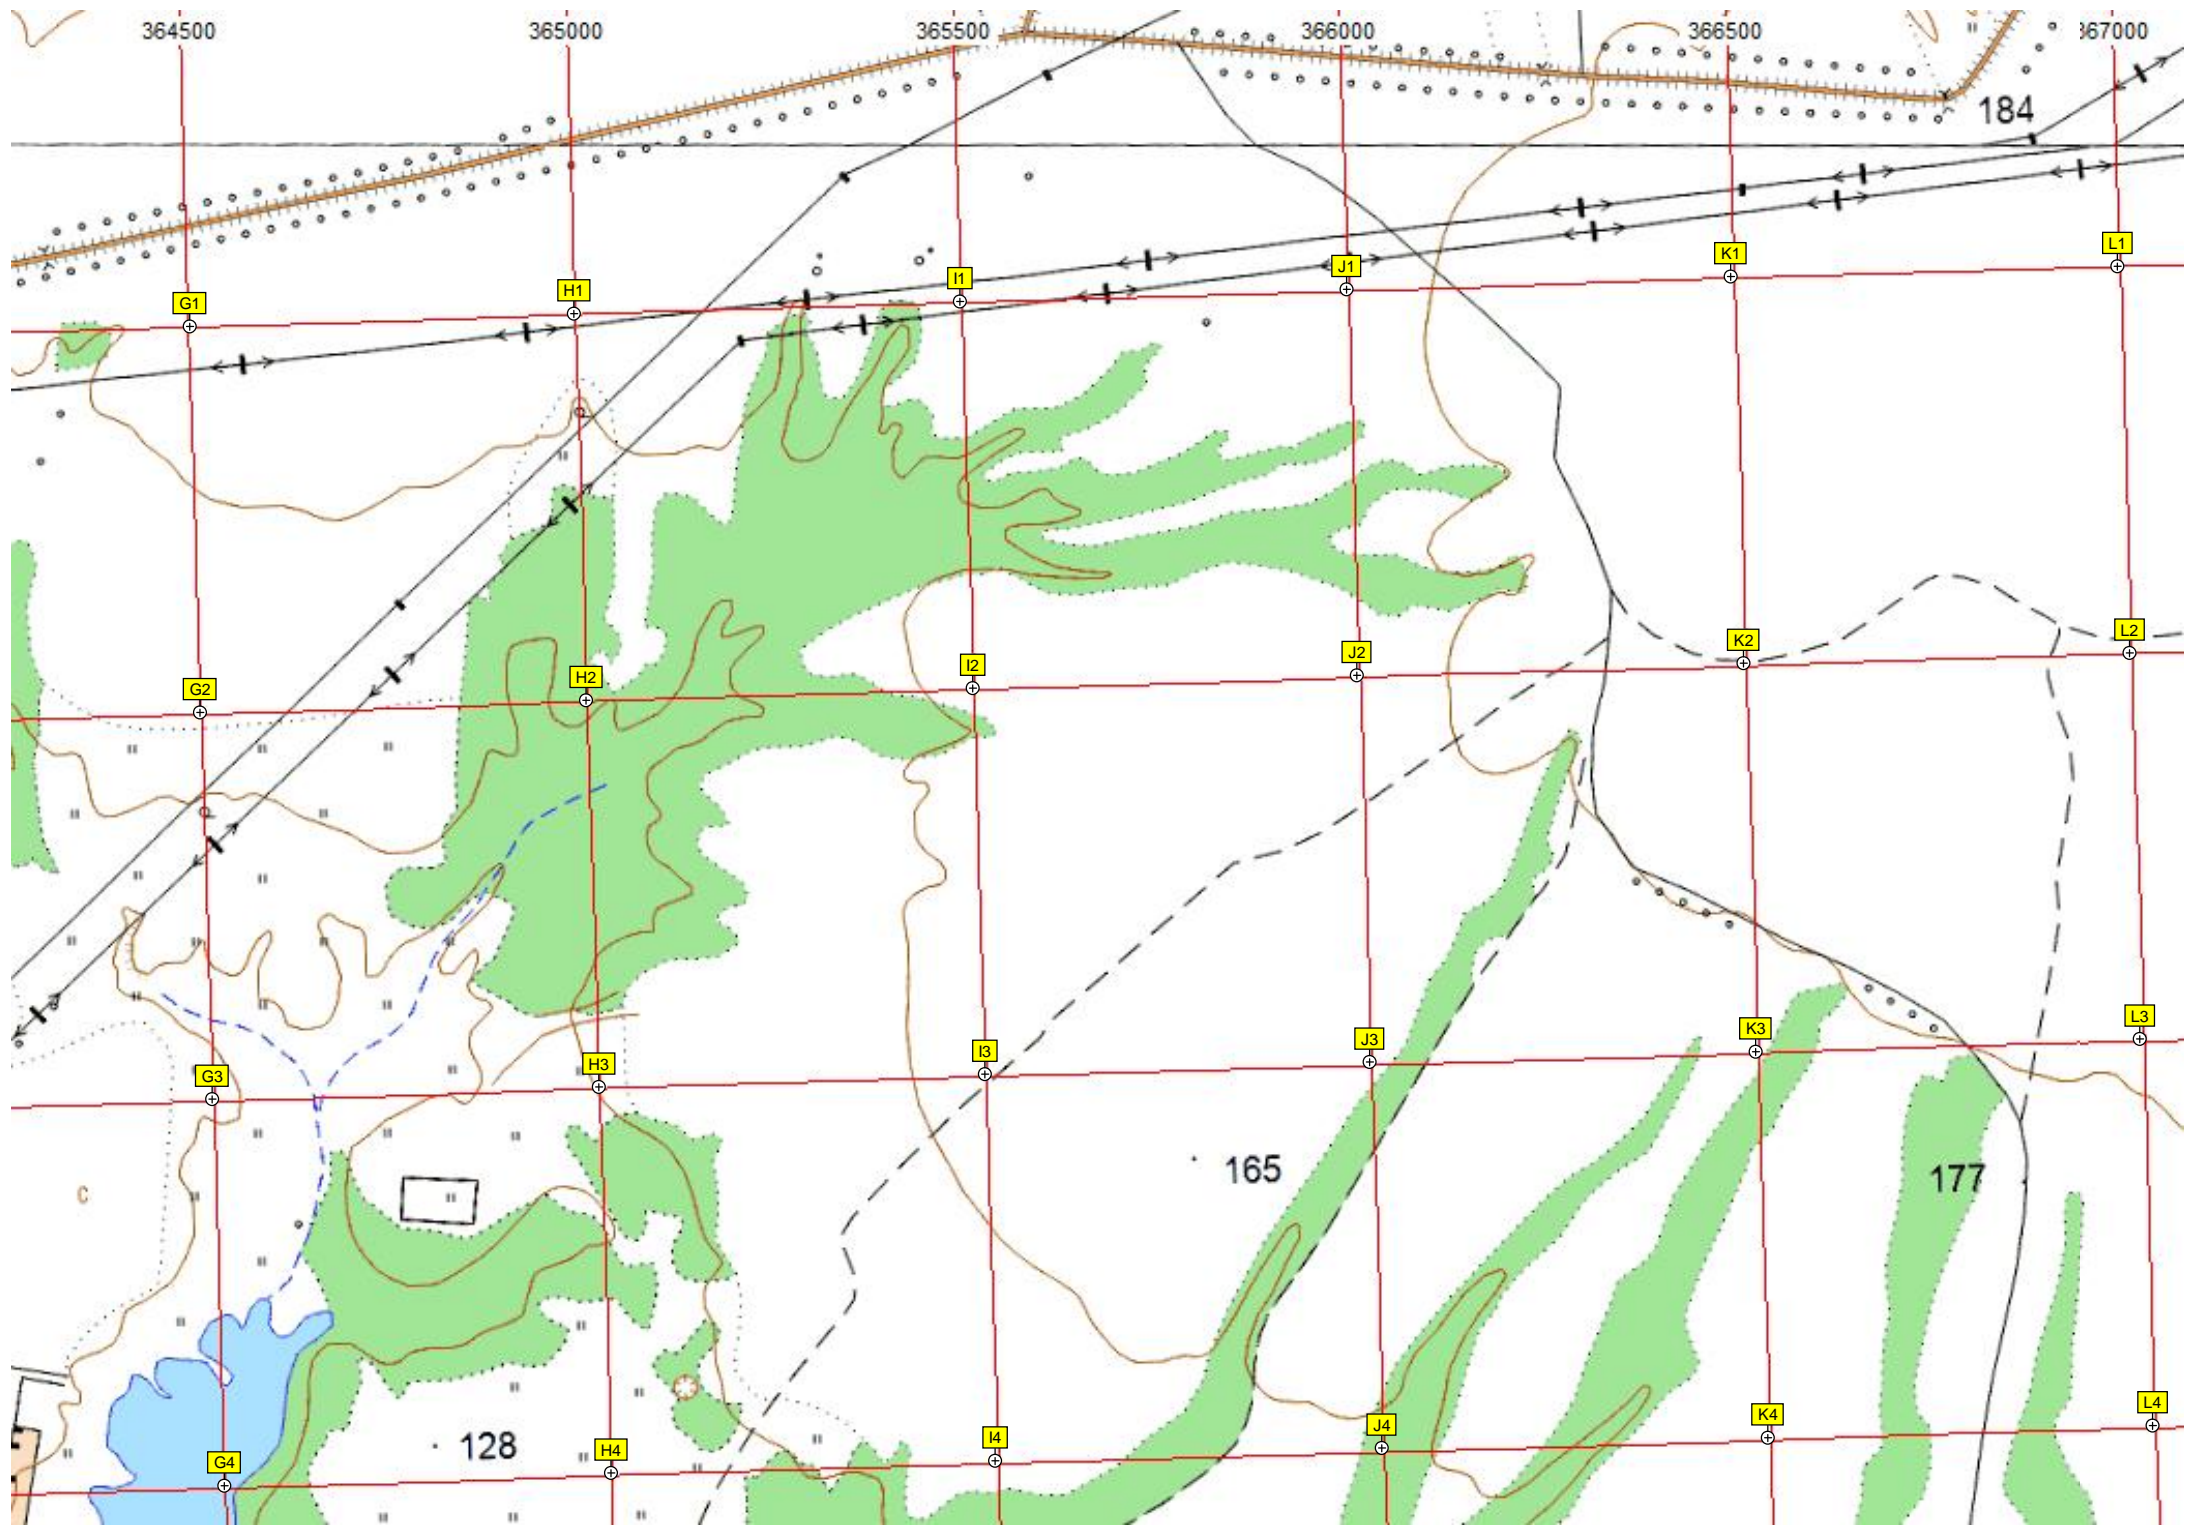 364500 365000 365500 366000 366500 367000
184
G1 H1 I1 J1 K1 L1
G2 H2 I2 J2 K2 L2
G3 H3 I3 J3 K3 L3
165 177
С
G4 H4 I4 J4 K4 L4
128